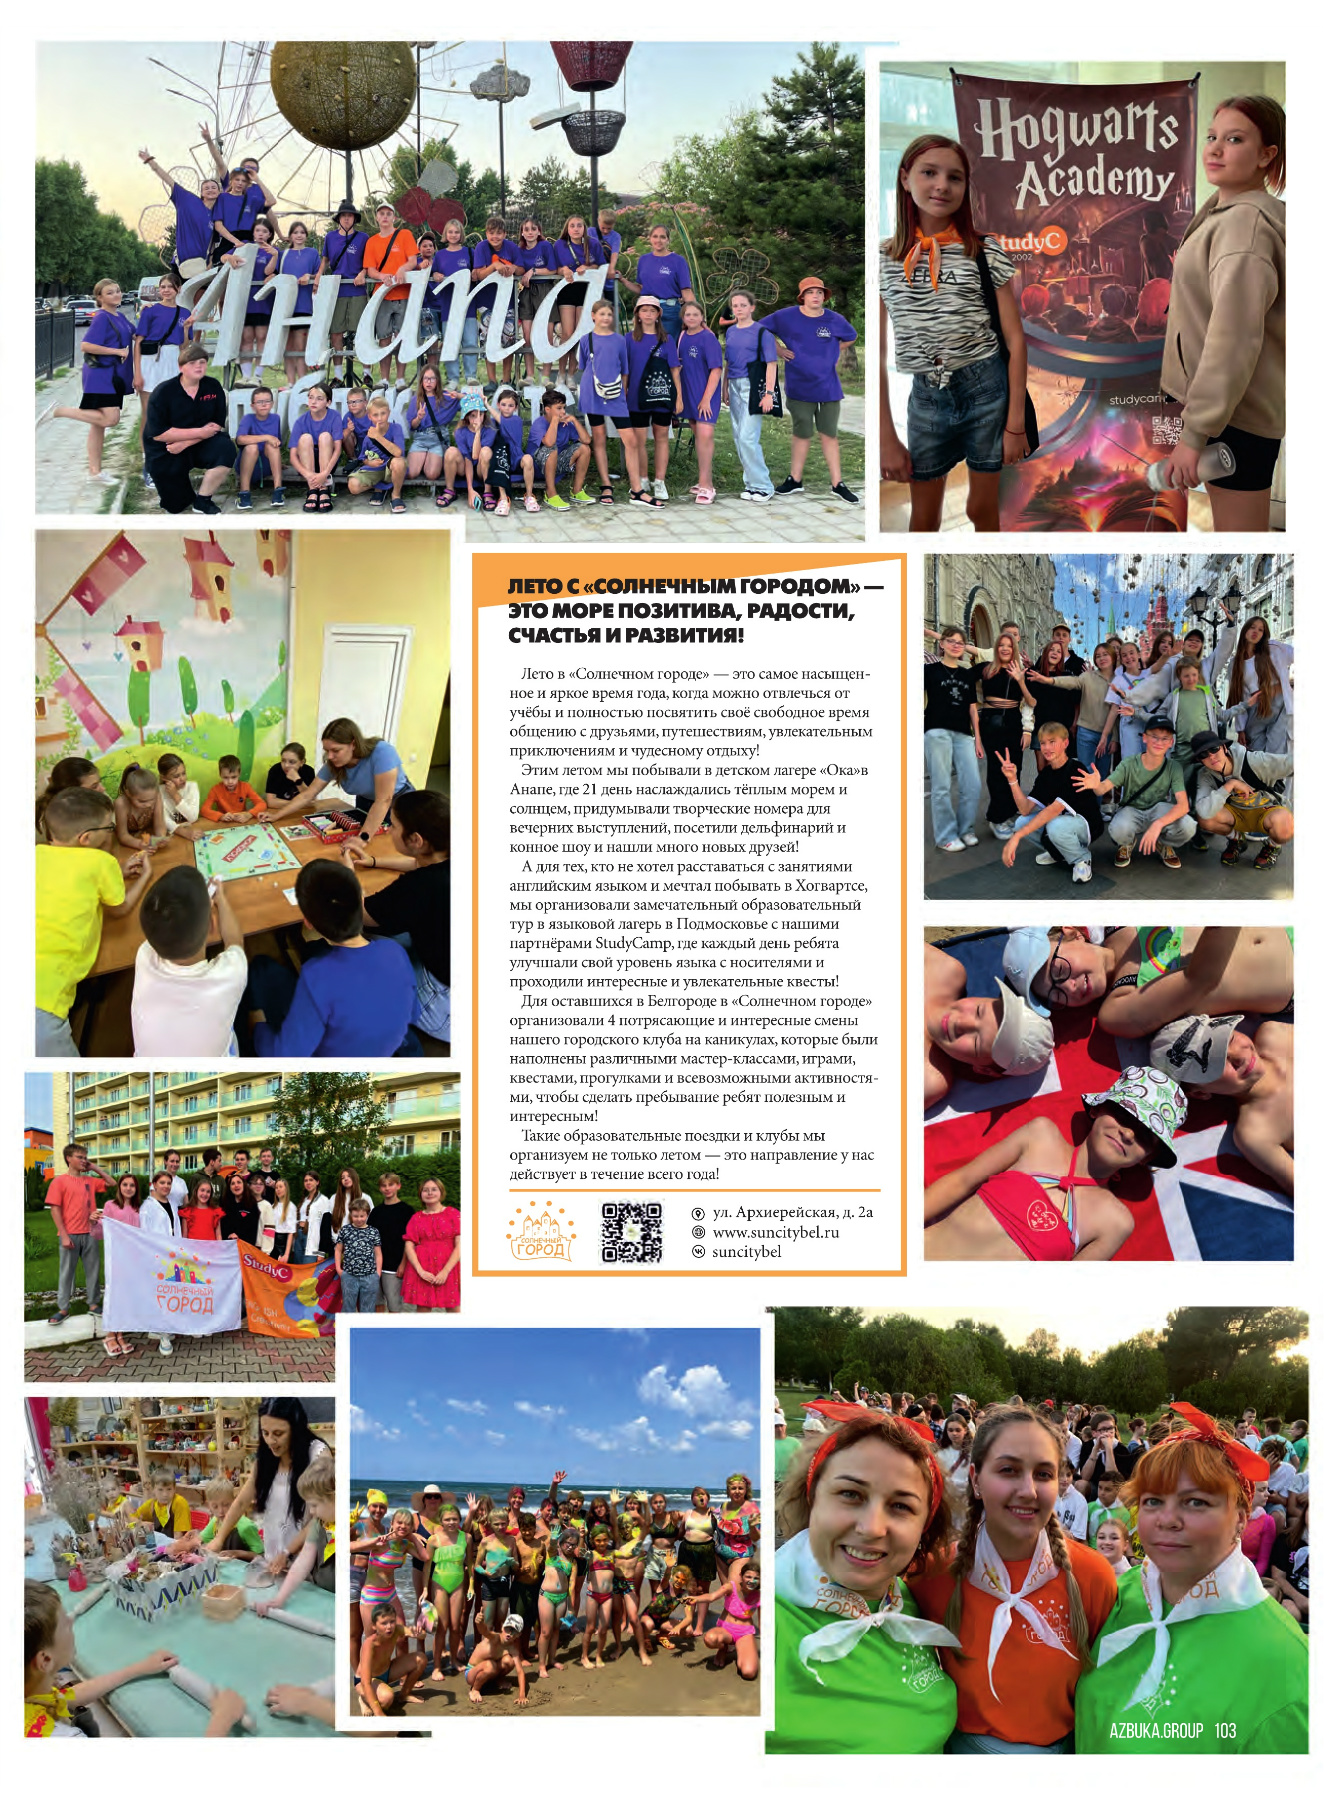 Анапа
Hogwarts
Academy
StudyC
2002
studycam
ЛЕТО С «СОЛНЕЧНЫМ ГОРОДОМ» —
ЭТО МОРЕ ПОЗИТИВА, РАДОСТИ,
СЧАСТЬЯ И РАЗВИТИЯ!
Лето в «Солнечном городе» — это самое насыщен-
ное и яркое время года, когда можно отвлечься от
учёбы и полностью посвятить своё свободное время
общению с друзьями, путешествиям, увлекательным
приключениям и чудесному отдыху!
Этим летом мы побывали в детском лагере «Ока»в
Анапе, где 21 день наслаждались тёплым морем и
солнцем, придумывали творческие номера для
вечерних выступлений, посетили дельфинарий и
конное шоу и нашли много новых друзей!
А для тех, кто не хотел расставаться с занятиями
английским языком и мечтал побывать в Хогвартсе,
мы организовали замечательный образовательный
тур в языковой лагерь в Подмосковье с нашими
партнёрами StudyCamp, где каждый день ребята
улучшали свой уровень языка с носителями и
проходили интересные и увлекательные квесты!
Для оставшихся в Белгороде в «Солнечном городе»
организовали 4 потрясающие и интересные смены
нашего городского клуба на каникулах, которые были
наполнены различными мастер-классами, играми,
квестами, прогулками и всевозможными активностя-
ми, чтобы сделать пребывание ребят полезным и
интересным!
Такие образовательные поездки и клубы мы
организуем не только летом — это направление у нас
действует в течение всего года!
СОЛНЕЧНЫЙ
ГОРОД
ул. Архиерейская, д. 2а
www.suncitybel.ru
suncitybel
СОЛНЕЧНЫЙ
ГОРОД
StudyC
СОЛНЕЧНЫЙ
ГОРОД
ГОРОД
ГОРОД
AZBUKA.GROUP 103